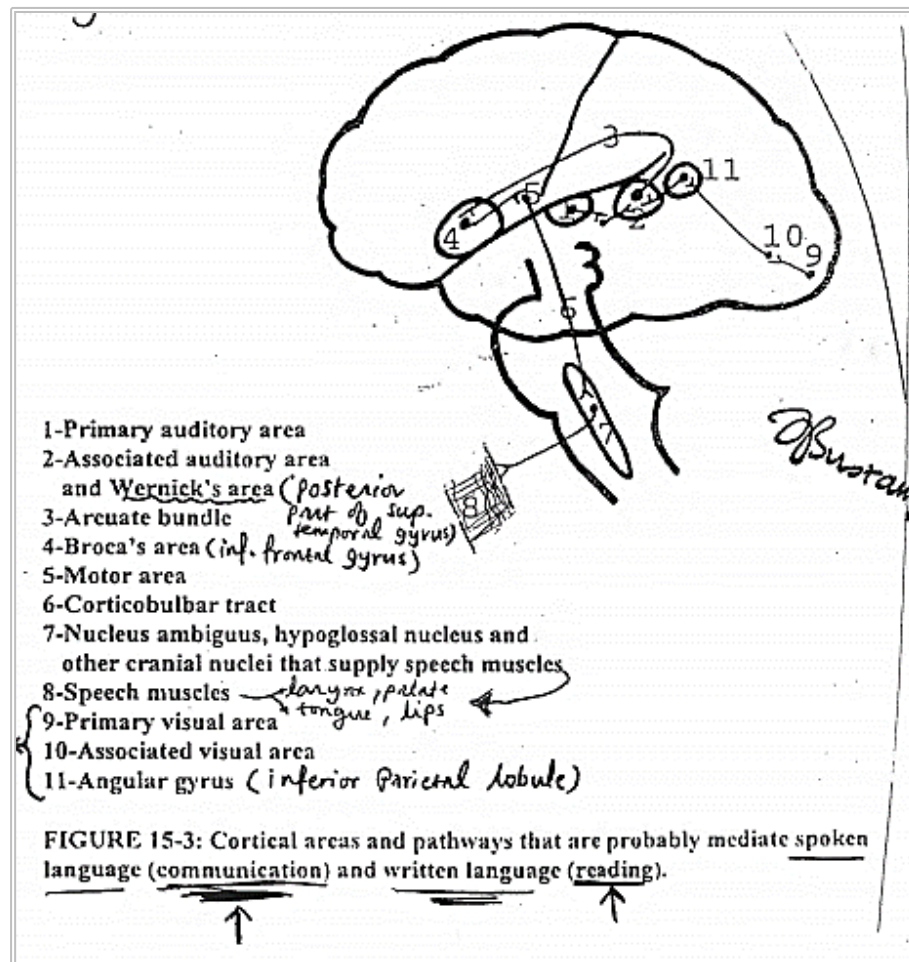 3
11
5
4
1
2
10
9
6
7
8
1-Primary auditory area
2-Associated auditory area
and Wernick's area (posterior
part of sup.
temporal gyrus)
3-Arcuate bundle
4-Broca's area (inf. frontal gyrus)
5-Motor area
6-Corticobulbar tract
7-Nucleus ambiguus, hypoglossal nucleus and
other cranial nuclei that supply speech muscles
8-Speech muscles larynx, palate
tongue, lips
9-Primary visual area
10-Associated visual area
11-Angular gyrus (inferior parietal lobule)
FIGURE 15-3: Cortical areas and pathways that are probably mediate spoken
language (communication) and written language (reading).